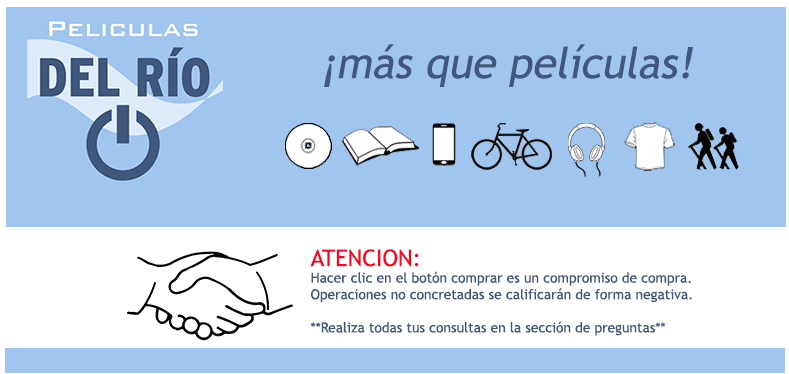 PELICULAS
DEL RÍO
¡más que películas!
ATENCION:
Hacer clic en el botón comprar es un compromiso de compra.
Operaciones no concretadas se calificarán de forma negativa.
**Realiza todas tus consultas en la sección de preguntas**